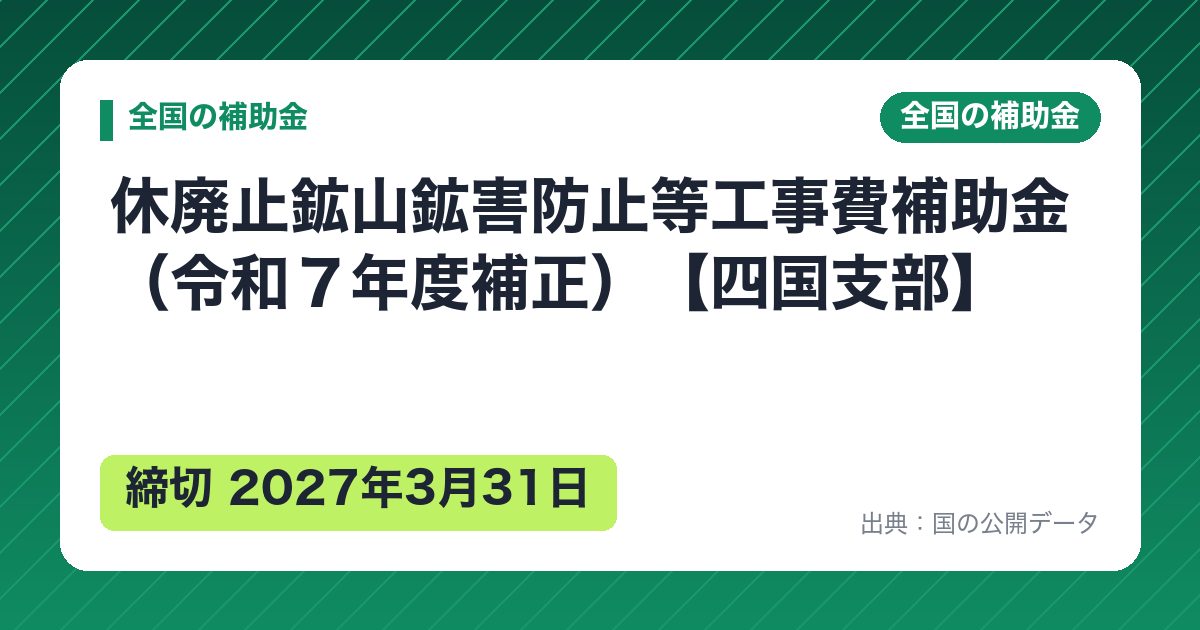 全国の補助金
全国の補助金
休廃止鉱山鉱害防止等工事費補助金
（令和７年度補正）【四国支部】
締切 2027年3月31日
出典：国の公開データ